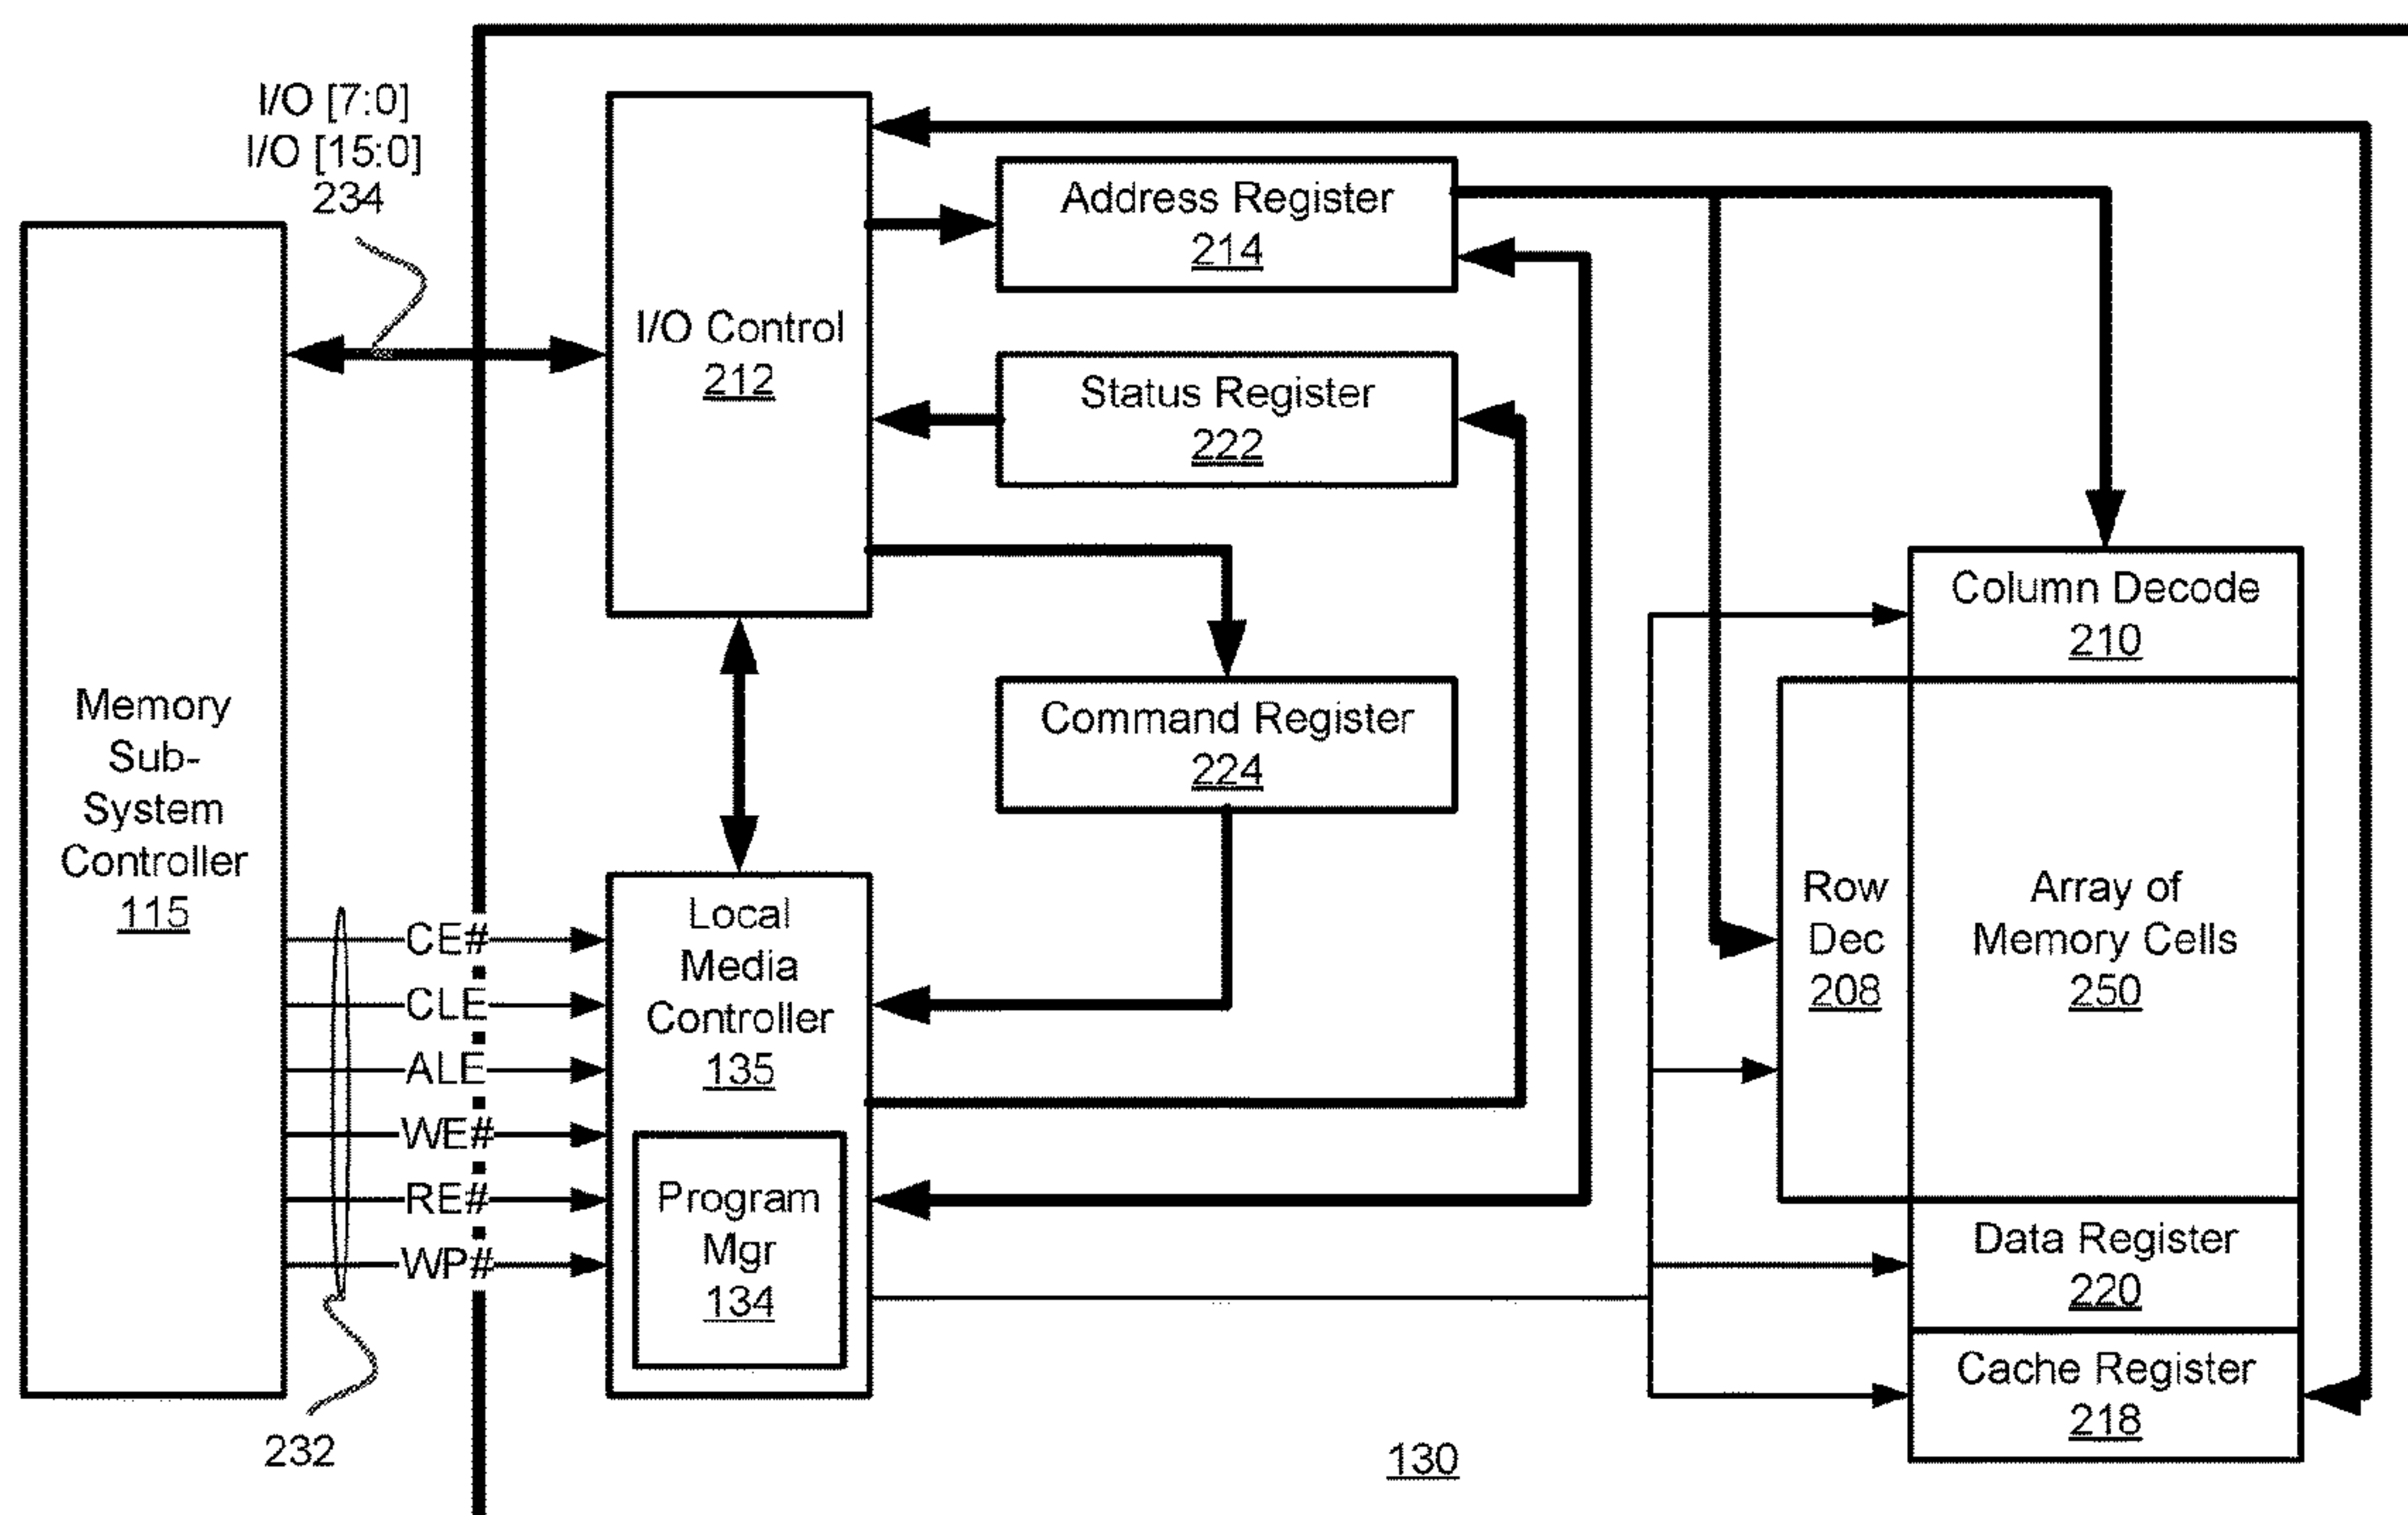 I/O [7:0]
I/O [15:0]
234
Memory
Sub-
System
Controller
115
I/O Control
212
Address Register
214
Status Register
222
Command Register
224
Column Decode
210
Row
Dec
208
Array of
Memory Cells
250
Data Register
220
Cache Register
218
Local
Media
Controller
135
Program
Mgr
134
CE#
CLE
ALE
WE#
RE#
WP#
232
130